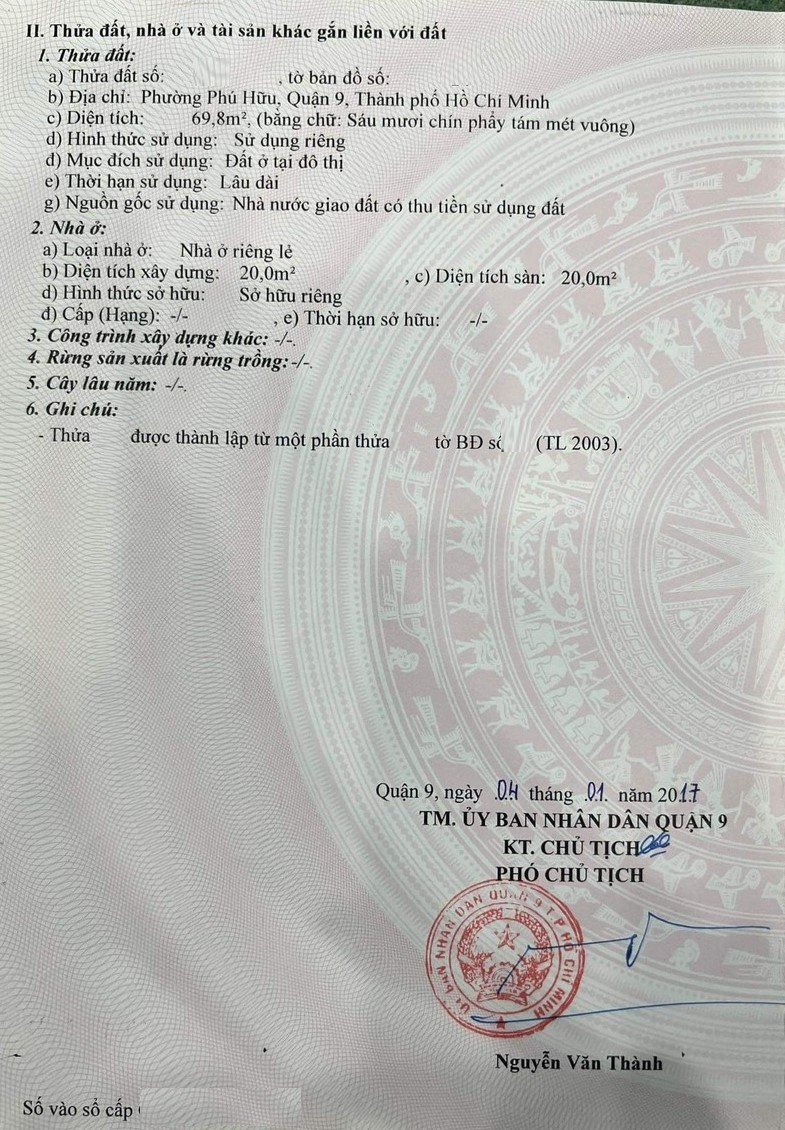 II. Thửa đất, nhà ở và tài sản khác gắn liền với đất
1. Thửa đất:
a) Thửa đất số: , tờ bản đồ số:
b) Địa chỉ: Phường Phú Hữu, Quận 9, Thành phố Hồ Chí Minh
c) Diện tích: 69,8m², (bằng chữ: Sáu mươi chín phẩy tám mét vuông)
d) Hình thức sử dụng: Sử dụng riêng
đ) Mục đích sử dụng: Đất ở tại đô thị
e) Thời hạn sử dụng: Lâu dài
g) Nguồn gốc sử dụng: Nhà nước giao đất có thu tiền sử dụng đất
2. Nhà ở:
a) Loại nhà ở: Nhà ở riêng lẻ
b) Diện tích xây dựng: 20,0m² , c) Diện tích sàn: 20,0m²
d) Hình thức sở hữu: Sở hữu riêng
đ) Cấp (Hạng): -/- , e) Thời hạn sở hữu: -/-
3. Công trình xây dựng khác: -/-.
4. Rừng sản xuất là rừng trồng: -/-.
5. Cây lâu năm: -/-.
6. Ghi chú:
- Thửa được thành lập từ một phần thửa tờ BĐ số (TL 2003).
Quận 9, ngày 04 tháng 01 năm 2017
TM. ỦY BAN NHÂN DÂN QUẬN 9
KT. CHỦ TỊCH
PHÓ CHỦ TỊCH
ỦY BAN NHÂN DÂN QUẬN 9 T.P HỒ CHÍ MINH
Nguyễn Văn Thành
Số vào sổ cấp